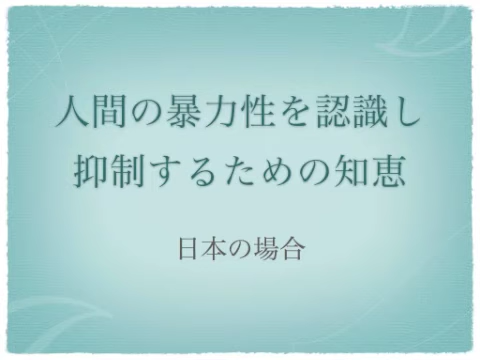 人間の暴力性を認識し
抑制するための知恵
日本の場合